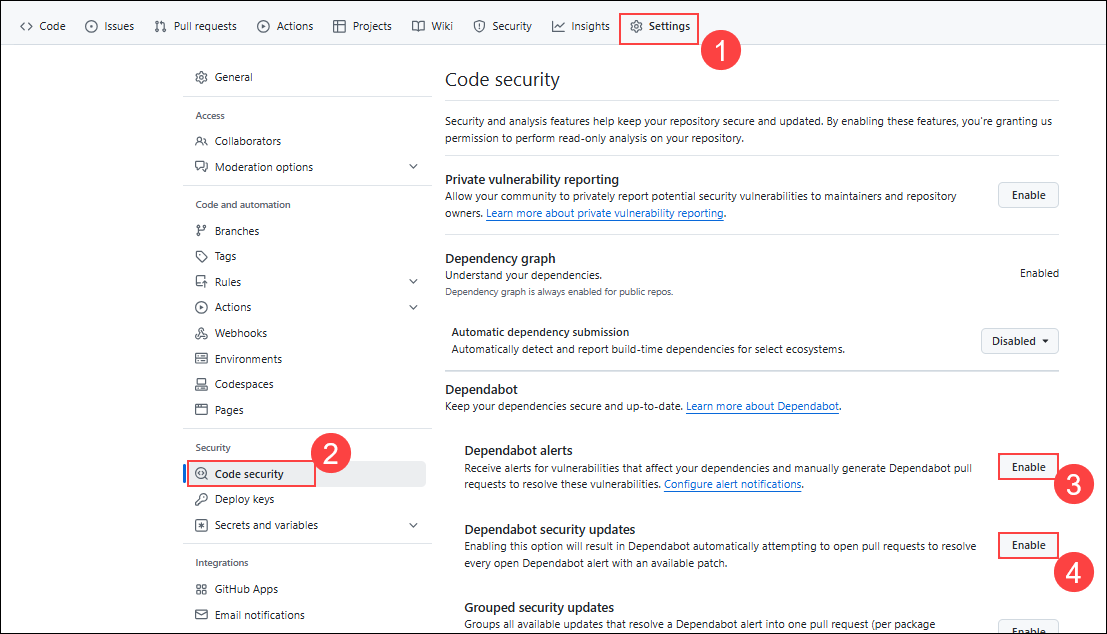 Code Issues Pull requests Actions Projects Wiki Security Insights Settings
1
General
Access
Collaborators
Moderation options
Code and automation
Branches
Tags
Rules
Actions
Webhooks
Environments
Codespaces
Pages
Security
Code security
2
Deploy keys
Secrets and variables
Integrations
GitHub Apps
Email notifications
Code security
Security and analysis features help keep your repository secure and updated. By enabling these features, you're granting us
permission to perform read-only analysis on your repository.
Private vulnerability reporting
Allow your community to privately report potential security vulnerabilities to maintainers and repository
owners. Learn more about private vulnerability reporting.
Enable
Dependency graph
Understand your dependencies.
Dependency graph is always enabled for public repos.
Enabled
Automatic dependency submission
Automatically detect and report build-time dependencies for select ecosystems.
Disabled
Dependabot
Keep your dependencies secure and up-to-date. Learn more about Dependabot.
Dependabot alerts
Receive alerts for vulnerabilities that affect your dependencies and manually generate Dependabot pull
requests to resolve these vulnerabilities. Configure alert notifications.
Enable
3
Dependabot security updates
Enabling this option will result in Dependabot automatically attempting to open pull requests to resolve
every open Dependabot alert with an available patch.
Enable
4
Grouped security updates
Groups all available updates that resolve a Dependabot alert into one pull request (per package
Enable